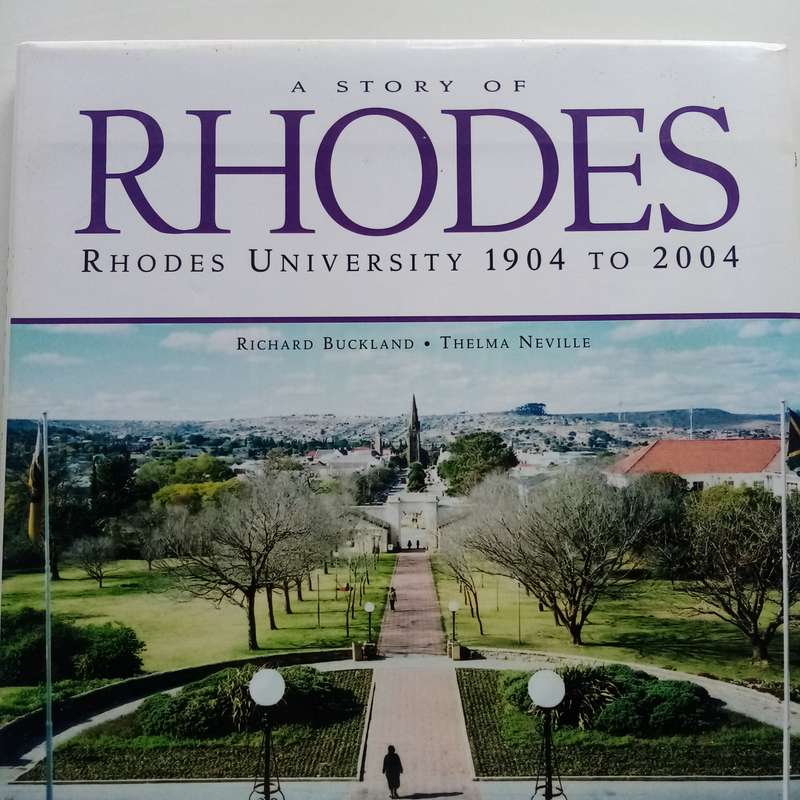 A STORY OF
RHODES
RHODES UNIVERSITY 1904 TO 2004
RICHARD BUCKLAND • THELMA NEVILLE